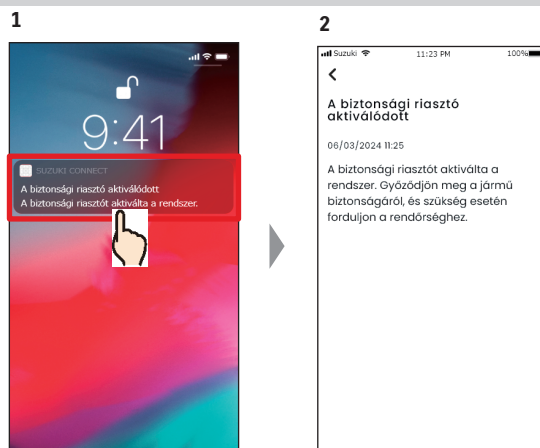 1
9:41
SUZUKI CONNECT
A biztonsági riasztó aktiválódott
A biztonsági riasztót aktiválta a rendszer.
2
Suzuki 11:23 PM 100%
A biztonsági riasztó
aktiválódott
06/03/2024 11:25
A biztonsági riasztót aktiválta a
rendszer. Győződjön meg a jármű
biztonságáról, és szükség esetén
forduljon a rendőrséghez.